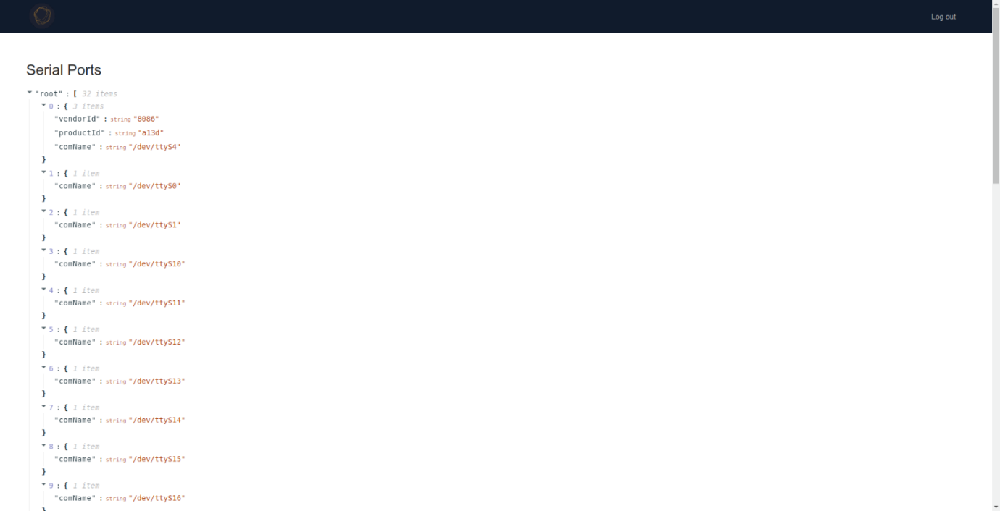 Log out
Serial Ports
"root" : [ 32 items
0 : { 3 items
"vendorId" : string "8086"
"productId" : string "a13d"
"comName" : string "/dev/ttyS4"
}
1 : { 1 item
"comName" : string "/dev/ttyS0"
}
2 : { 1 item
"comName" : string "/dev/ttyS1"
}
3 : { 1 item
"comName" : string "/dev/ttyS10"
}
4 : { 1 item
"comName" : string "/dev/ttyS11"
}
5 : { 1 item
"comName" : string "/dev/ttyS12"
}
6 : { 1 item
"comName" : string "/dev/ttyS13"
}
7 : { 1 item
"comName" : string "/dev/ttyS14"
}
8 : { 1 item
"comName" : string "/dev/ttyS15"
}
9 : { 1 item
"comName" : string "/dev/ttyS16"
}